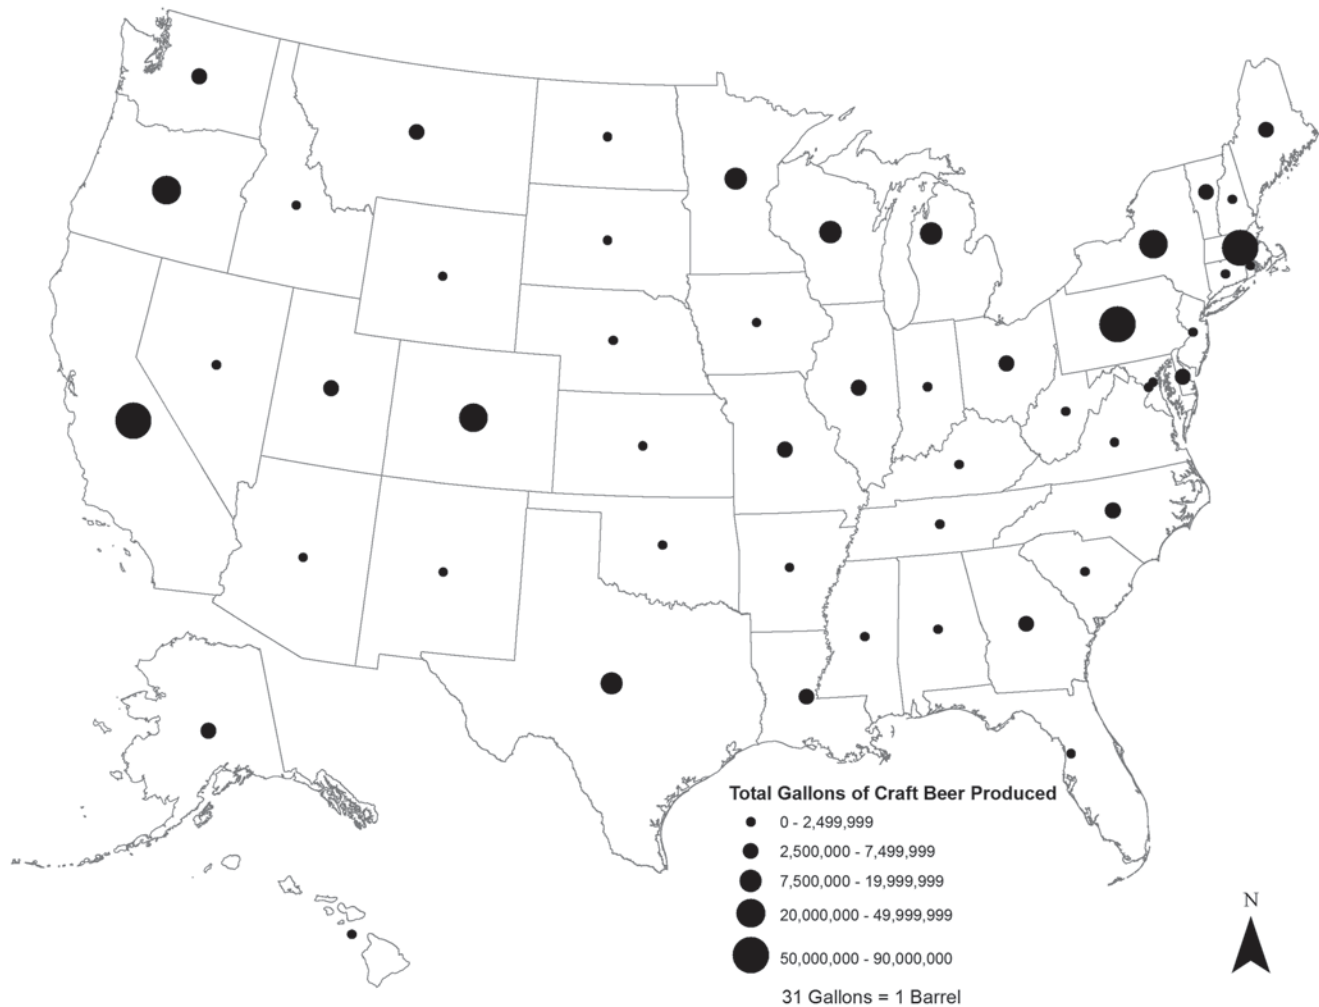 Total Gallons of Craft Beer Produced
0 - 2,499,999
2,500,000 - 7,499,999
7,500,000 - 19,999,999
20,000,000 - 49,999,999
50,000,000 - 90,000,000
31 Gallons = 1 Barrel
N